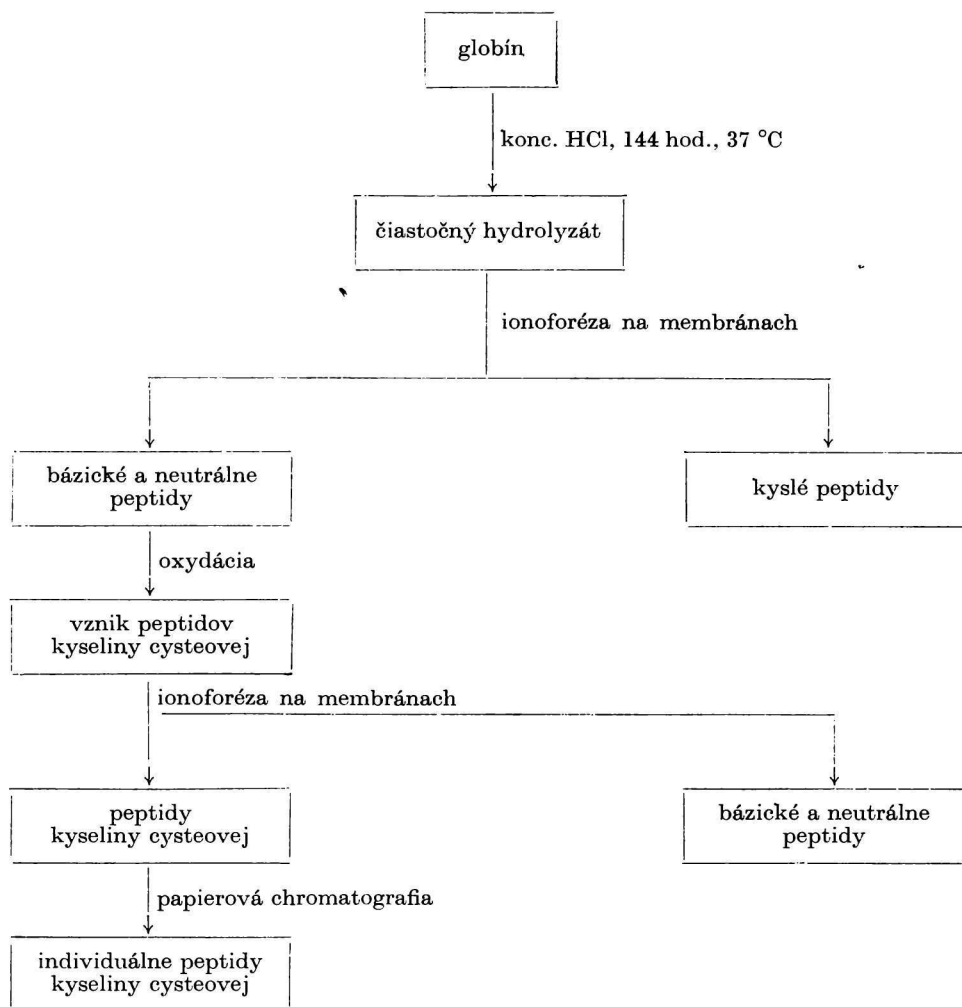 globín
konc. HCl, 144 hod., 37 °C
čiastočný hydrolyzát
ionoforéza na membránach
bázické a neutrálne
peptidy
kyslé peptidy
oxydácia
vznik peptidov
kyseliny cysteovej
ionoforéza na membránach
peptidy
kyseliny cysteovej
bázické a neutrálne
peptidy
papierová chromatografia
individuálne peptidy
kyseliny cysteovej